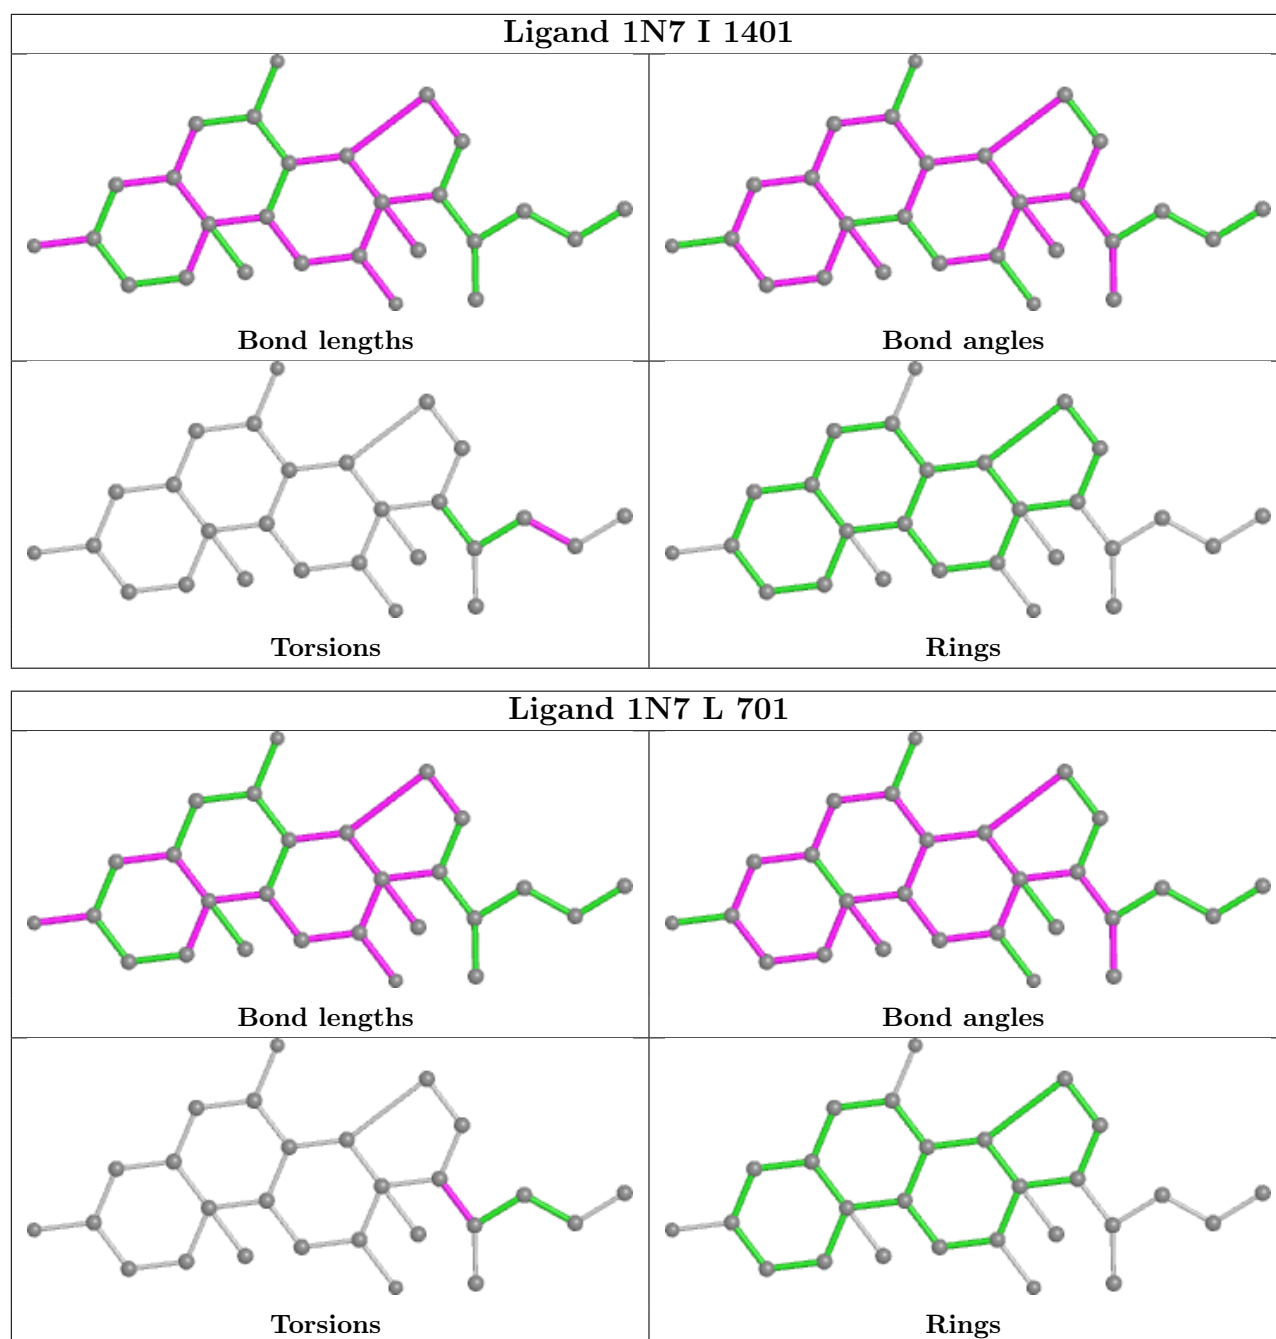 Ligand 1N7 I 1401
Bond lengths
Bond angles
Torsions
Rings
Ligand 1N7 L 701
Bond lengths
Bond angles
Torsions
Rings